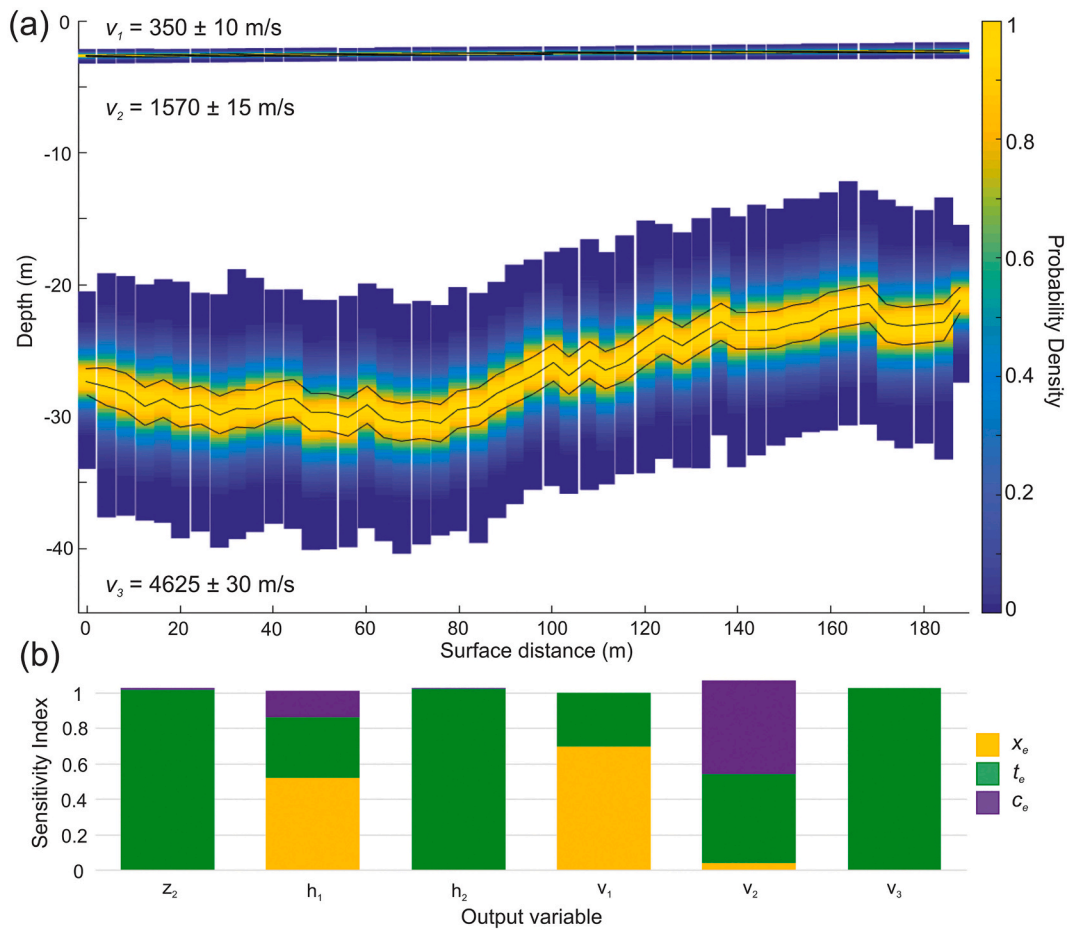 (a)
v1 = 350 ± 10 m/s
v2 = 1570 ± 15 m/s
v3 = 4625 ± 30 m/s
0
-10
-20
-30
-40
Depth (m)
0 20 40 60 80 100 120 140 160 180
Surface distance (m)
1
0.8
0.6
0.4
0.2
0
Probability Density
(b)
1
0.8
0.6
0.4
0.2
0
Sensitivity Index
z2 h1 h2 v1 v2 v3
Output variable
xe
te
ce